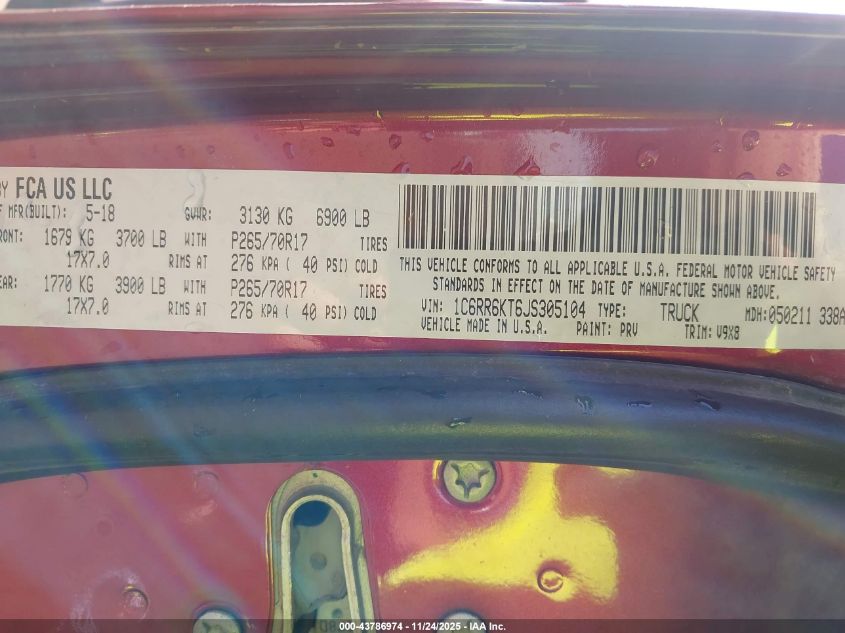 BY FCA US LLC
OF MFR(BUILT): 5-18 GVWR: 3130 KG 6900 LB
FRONT: 1679 KG 3700 LB WITH P265/70R17 TIRES
17X7.0 RIMS AT 276 KPA ( 40 PSI) COLD
REAR: 1770 KG 3900 LB WITH P265/70R17 TIRES
17X7.0 RIMS AT 276 KPA ( 40 PSI) COLD
THIS VEHICLE CONFORMS TO ALL APPLICABLE U.S.A. FEDERAL MOTOR VEHICLE SAFETY
STANDARDS IN EFFECT ON THE DATE OF MANUFACTURE SHOWN ABOVE.
VIN: 1C6RR6KT6JS305104 TYPE: TRUCK MDH:050211 338A
VEHICLE MADE IN U.S.A. PAINT: PRV TRIM: V9X8
000-43786974 - 11/24/2025 - IAA Inc.